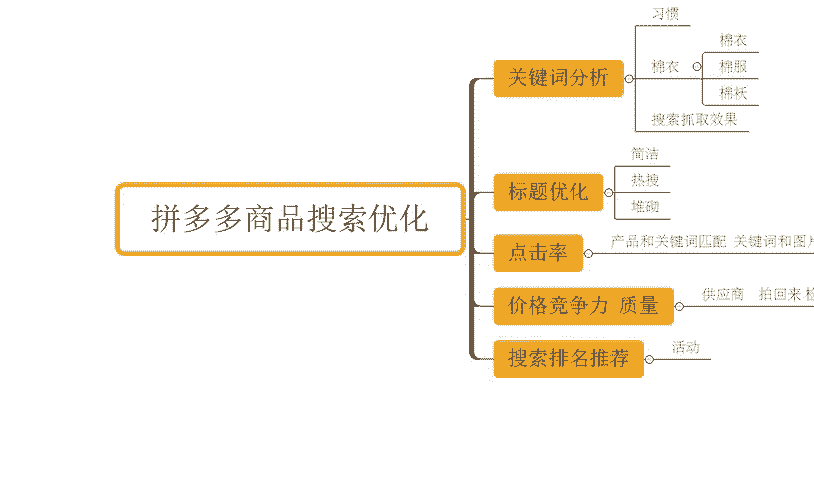 拼多多商品搜索优化
关键词分析
习惯
棉衣
棉衣
棉服
棉袄
搜索抓取效果
标题优化
简洁
热搜
堆砌
点击率
产品和关键词匹配 关键词和图片
价格竞争力 质量
供应商 拍回来
搜索排名推荐
活动